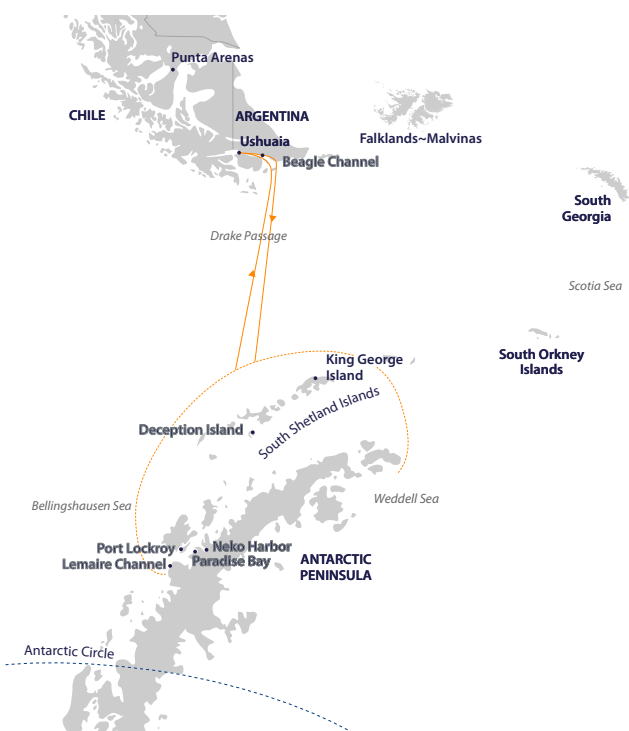 Punta Arenas
CHILE
ARGENTINA
Ushuaia
Falklands~Malvinas
Beagle Channel
South
Georgia
Drake Passage
Scotia Sea
King George
Island
South Orkney
Islands
South Shetland Islands
Deception Island
Bellingshausen Sea
Weddell Sea
Port Lockroy
Neko Harbor
Lemaire Channel
Paradise Bay
ANTARCTIC
PENINSULA
Antarctic Circle